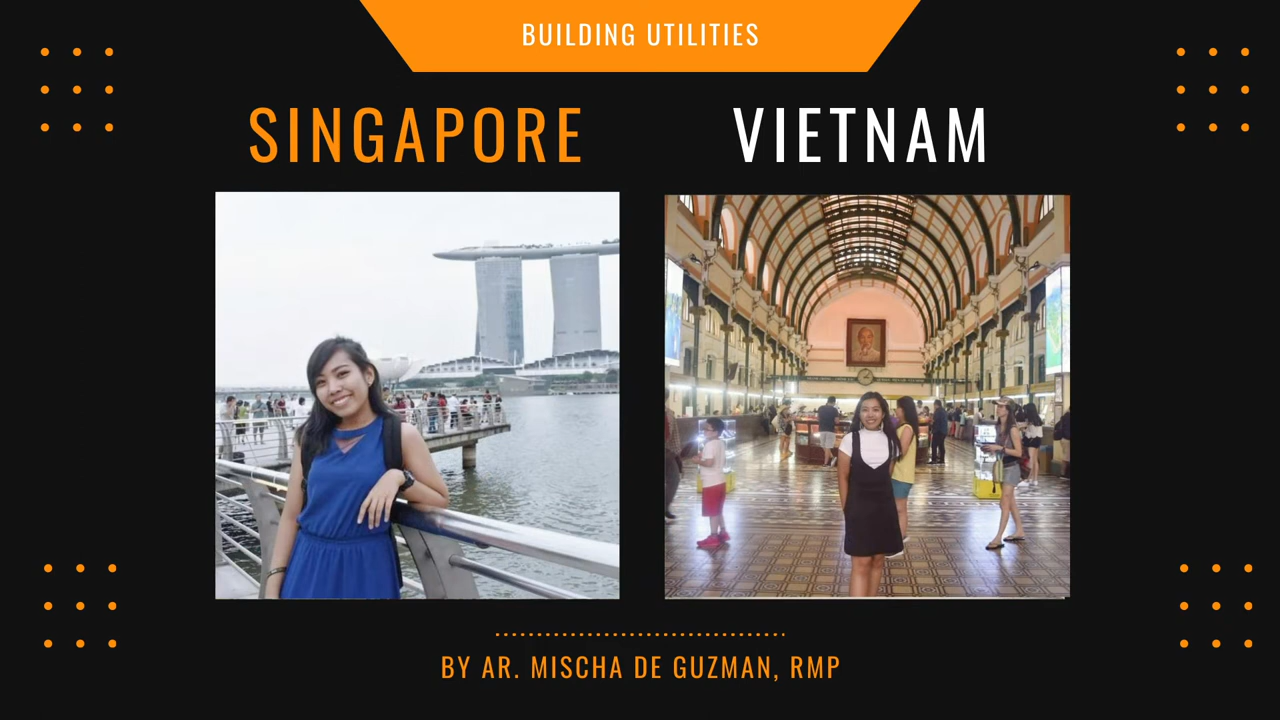 BUILDING UTILITIES
SINGAPORE
VIETNAM
BY AR. MISCHA DE GUZMAN, RMP